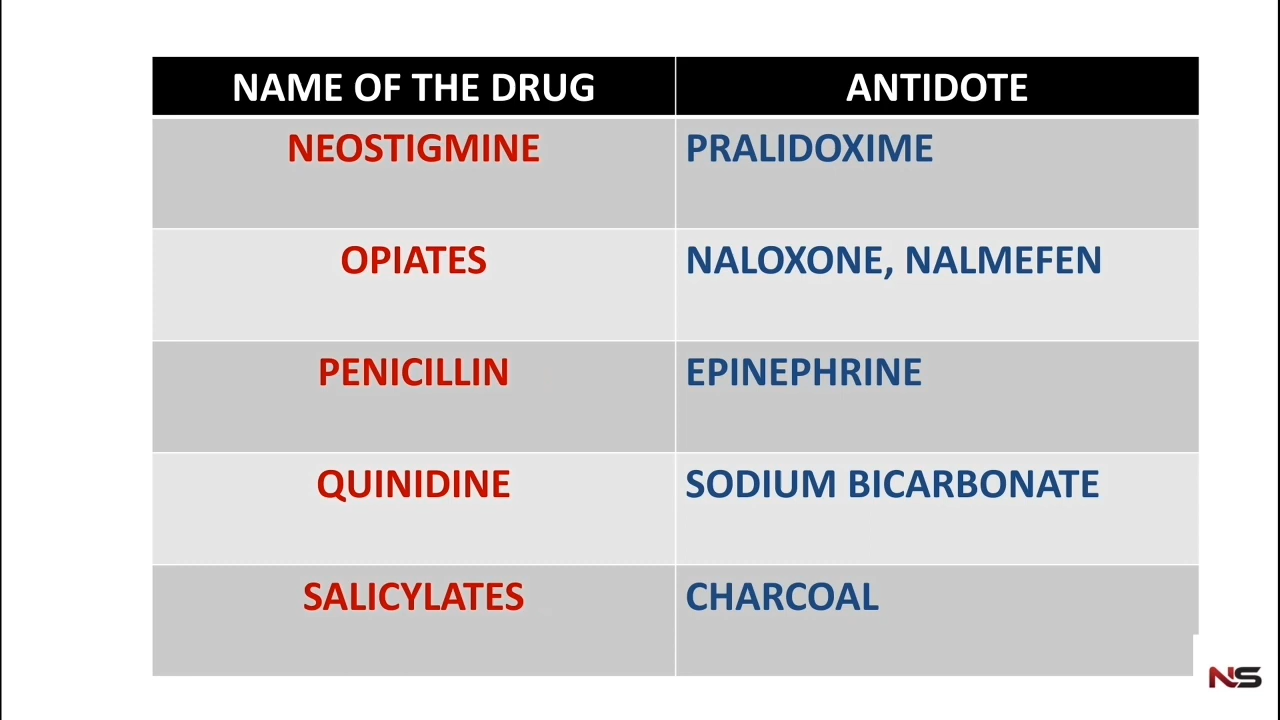 NAME OF THE DRUG ANTIDOTE
NEOSTIGMINE PRALIDOXIME
OPIATES NALOXONE, NALMEFEN
PENICILLIN EPINEPHRINE
QUINIDINE SODIUM BICARBONATE
SALICYLATES CHARCOAL
NS